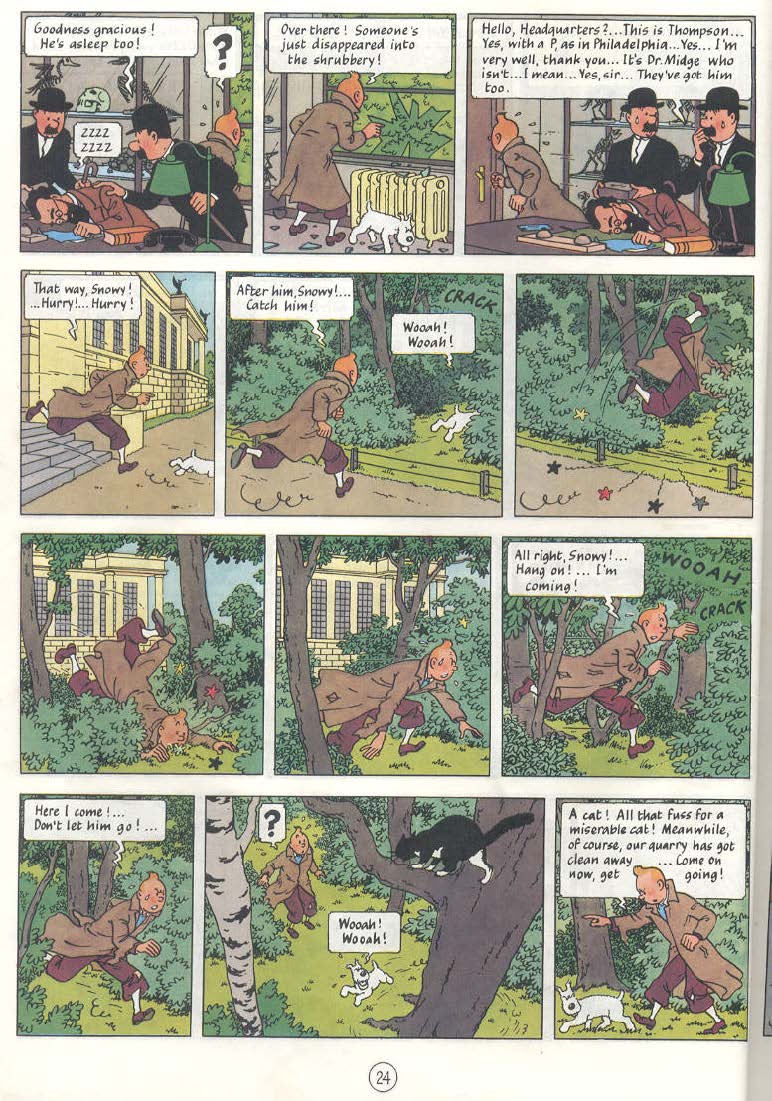 Goodness gracious!
He's asleep too!
?
ZZZZ
ZZZZ
Over there! Someone's
just disappeared into
the shrubbery!
Hello, Headquarters?...This is Thompson...
Yes, with a P, as in Philadelphia...Yes... I'm
very well, thank you... It's Dr. Midge who
isn't...I mean...Yes, sir... They've got him
too.
That way, Snowy!
...Hurry!... Hurry!
After him, Snowy!...
Catch him!
CRACK
Wooah!
Wooah!
All right, Snowy!...
Hang on!... I'm
coming!
WOOAH
CRACK
Here I come!...
Don't let him go!...
?
Wooah!
Wooah!
A cat! All that fuss for a
miserable cat! Meanwhile,
of course, our quarry has got
clean away ...Come on
now, get going!
24